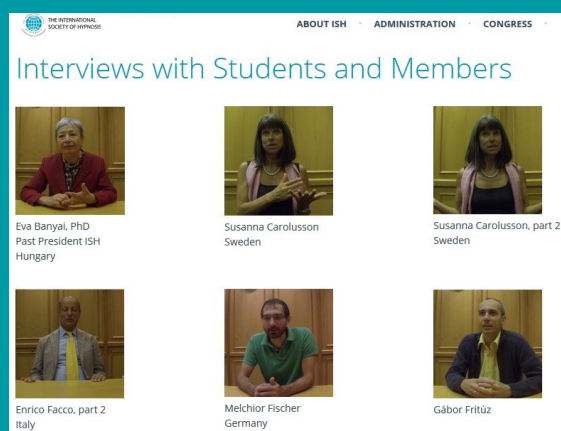 THE INTERNATIONAL
SOCIETY OF HYPNOSIS
ABOUT ISH · ADMINISTRATION · CONGRESS ·
Interviews with Students and Members
Eva Banyai, PhD
Past President ISH
Hungary
Susanna Carolusson
Sweden
Susanna Carolusson, part 2
Sweden
Enrico Facco, part 2
Italy
Melchior Fischer
Germany
Gábor Fritúz